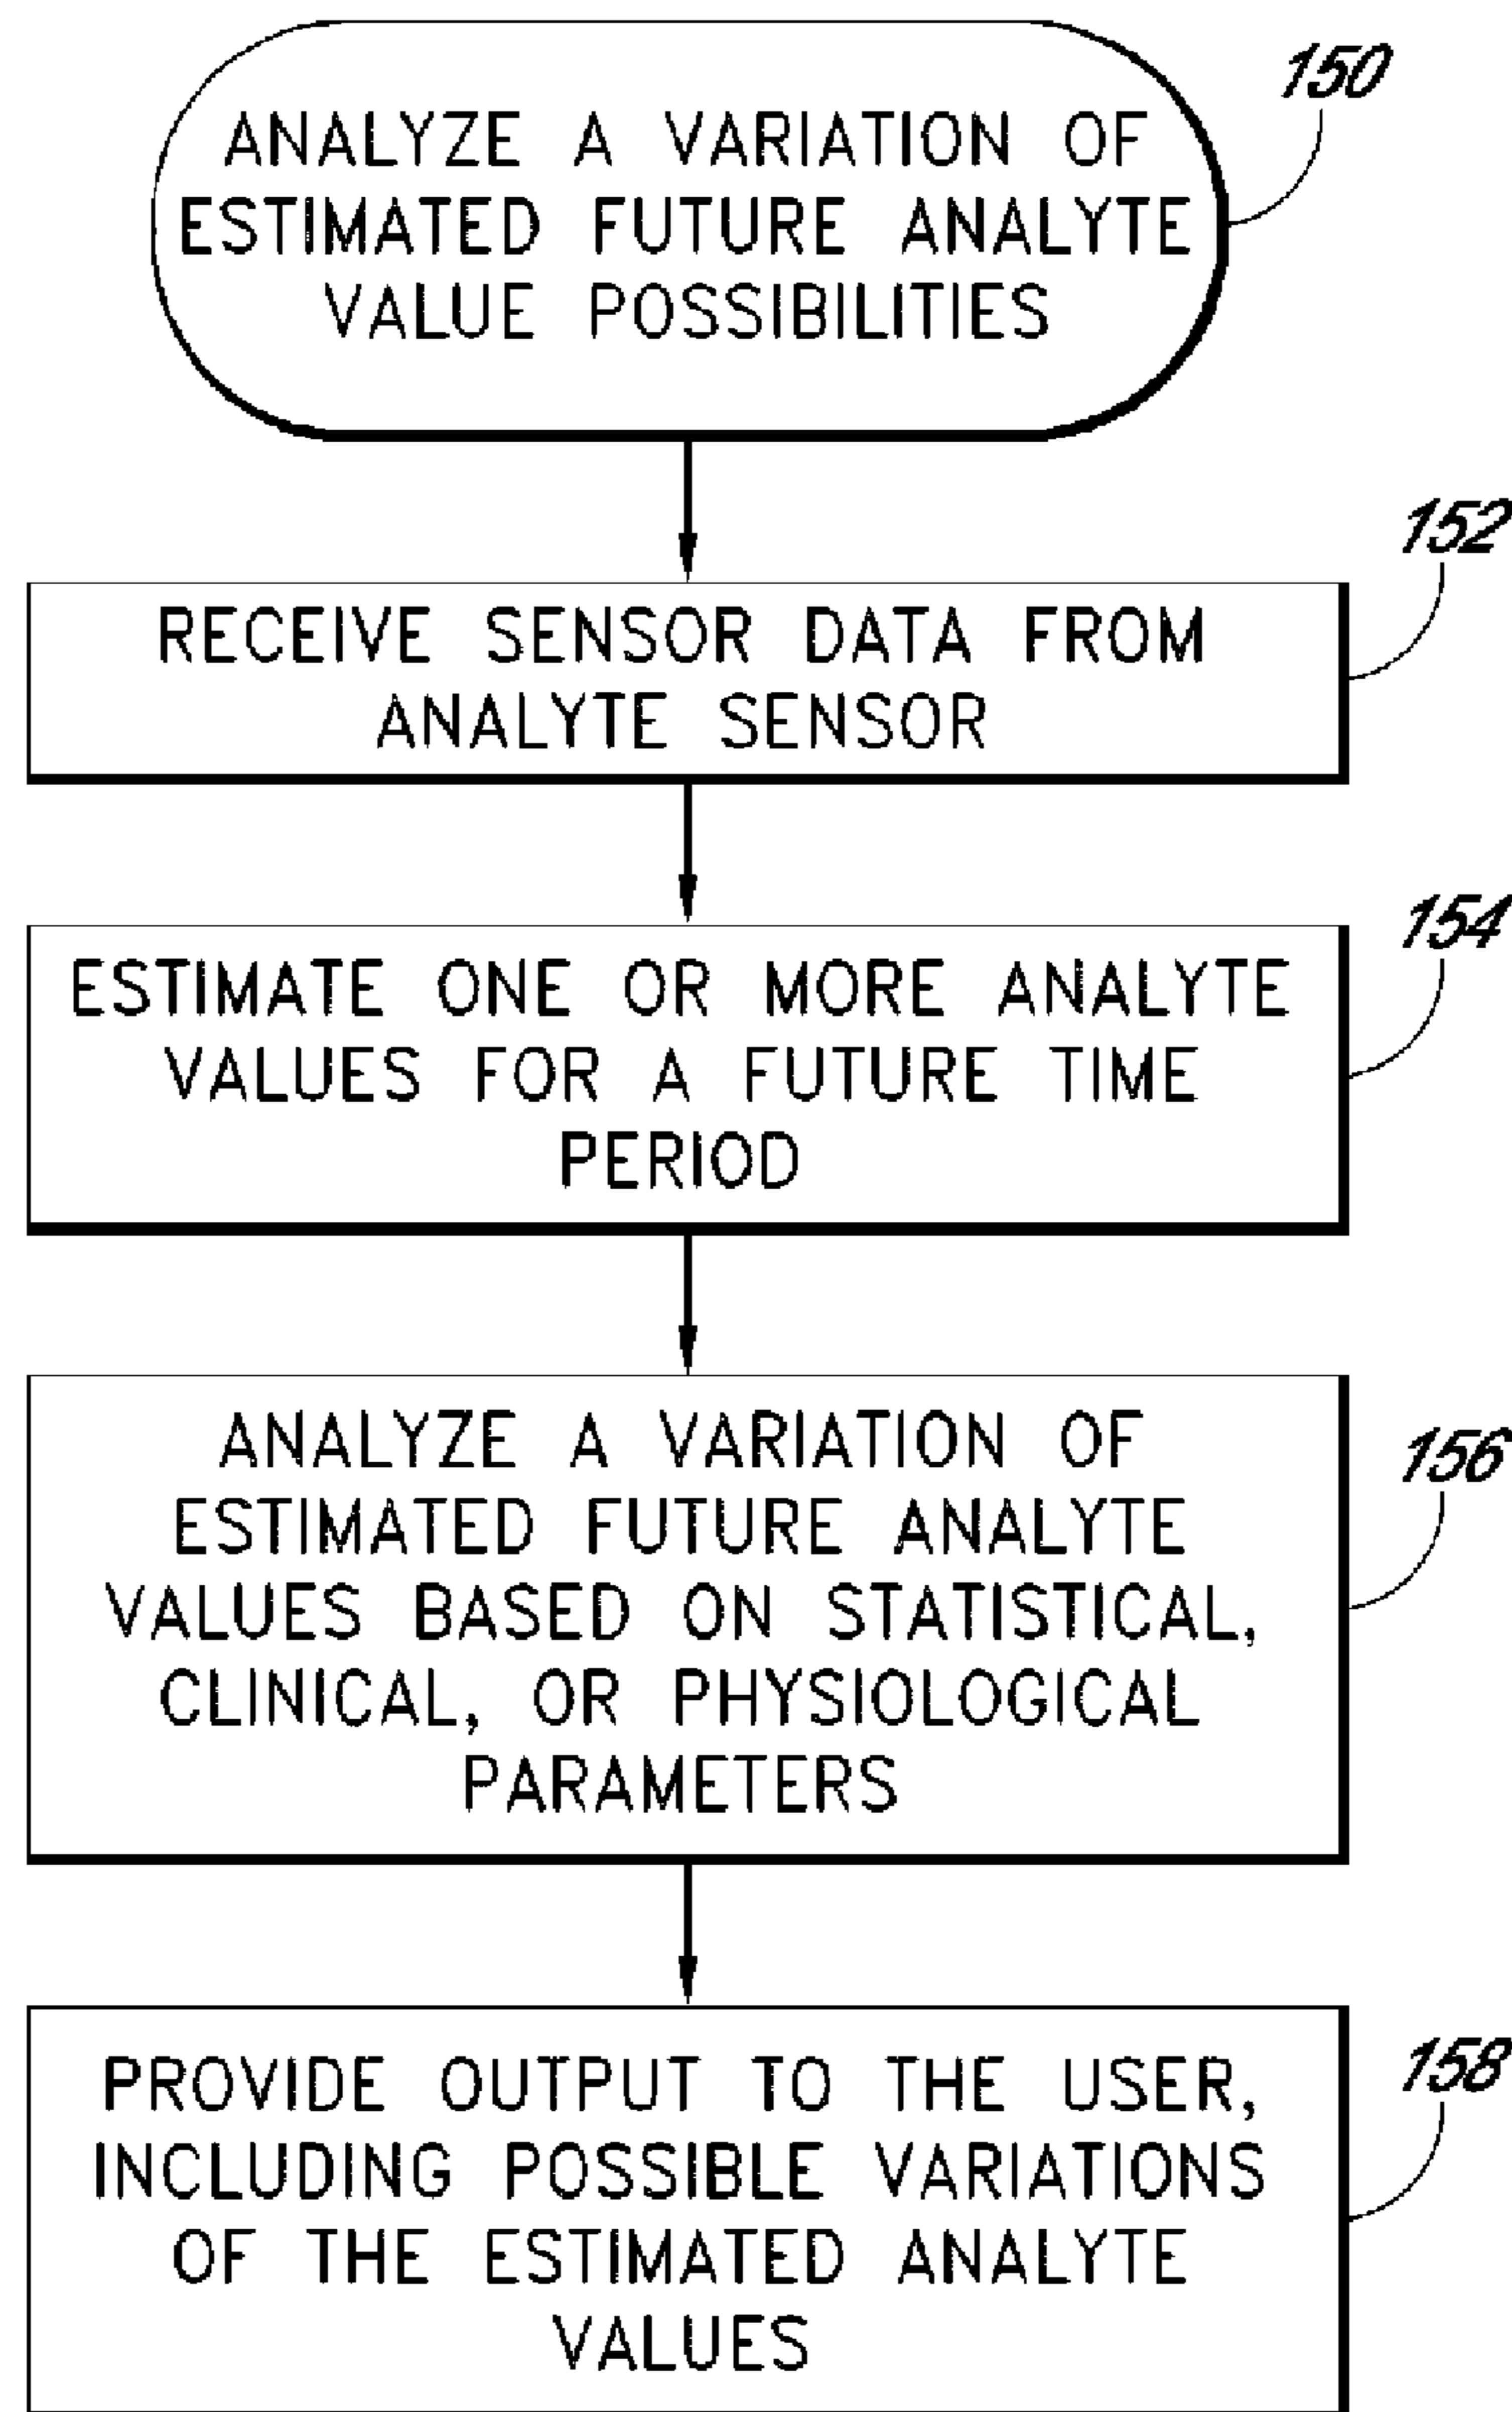 150
ANALYZE A VARIATION OF
ESTIMATED FUTURE ANALYTE
VALUE POSSIBILITIES
152
RECEIVE SENSOR DATA FROM
ANALYTE SENSOR
154
ESTIMATE ONE OR MORE ANALYTE
VALUES FOR A FUTURE TIME
PERIOD
156
ANALYZE A VARIATION OF
ESTIMATED FUTURE ANALYTE
VALUES BASED ON STATISTICAL,
CLINICAL, OR PHYSIOLOGICAL
PARAMETERS
158
PROVIDE OUTPUT TO THE USER,
INCLUDING POSSIBLE VARIATIONS
OF THE ESTIMATED ANALYTE
VALUES